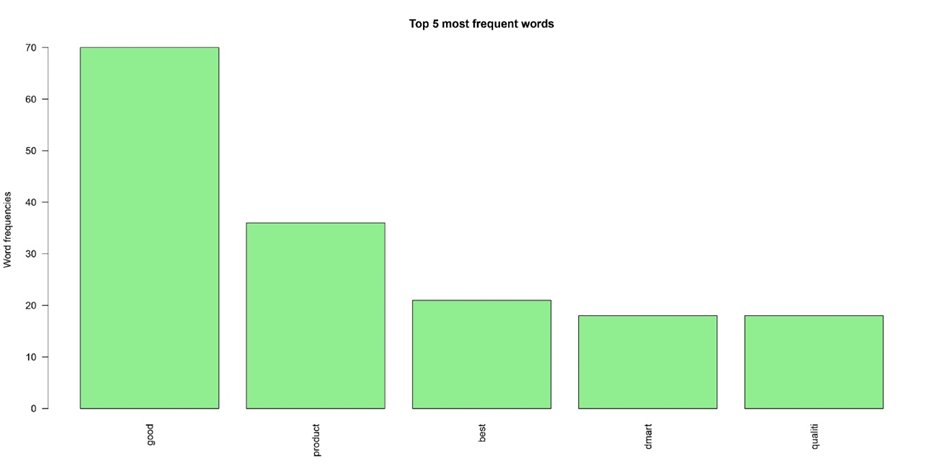 Top 5 most frequent words
Word frequencies
70
60
50
40
30
20
10
0
good
product
best
dmart
qualiti